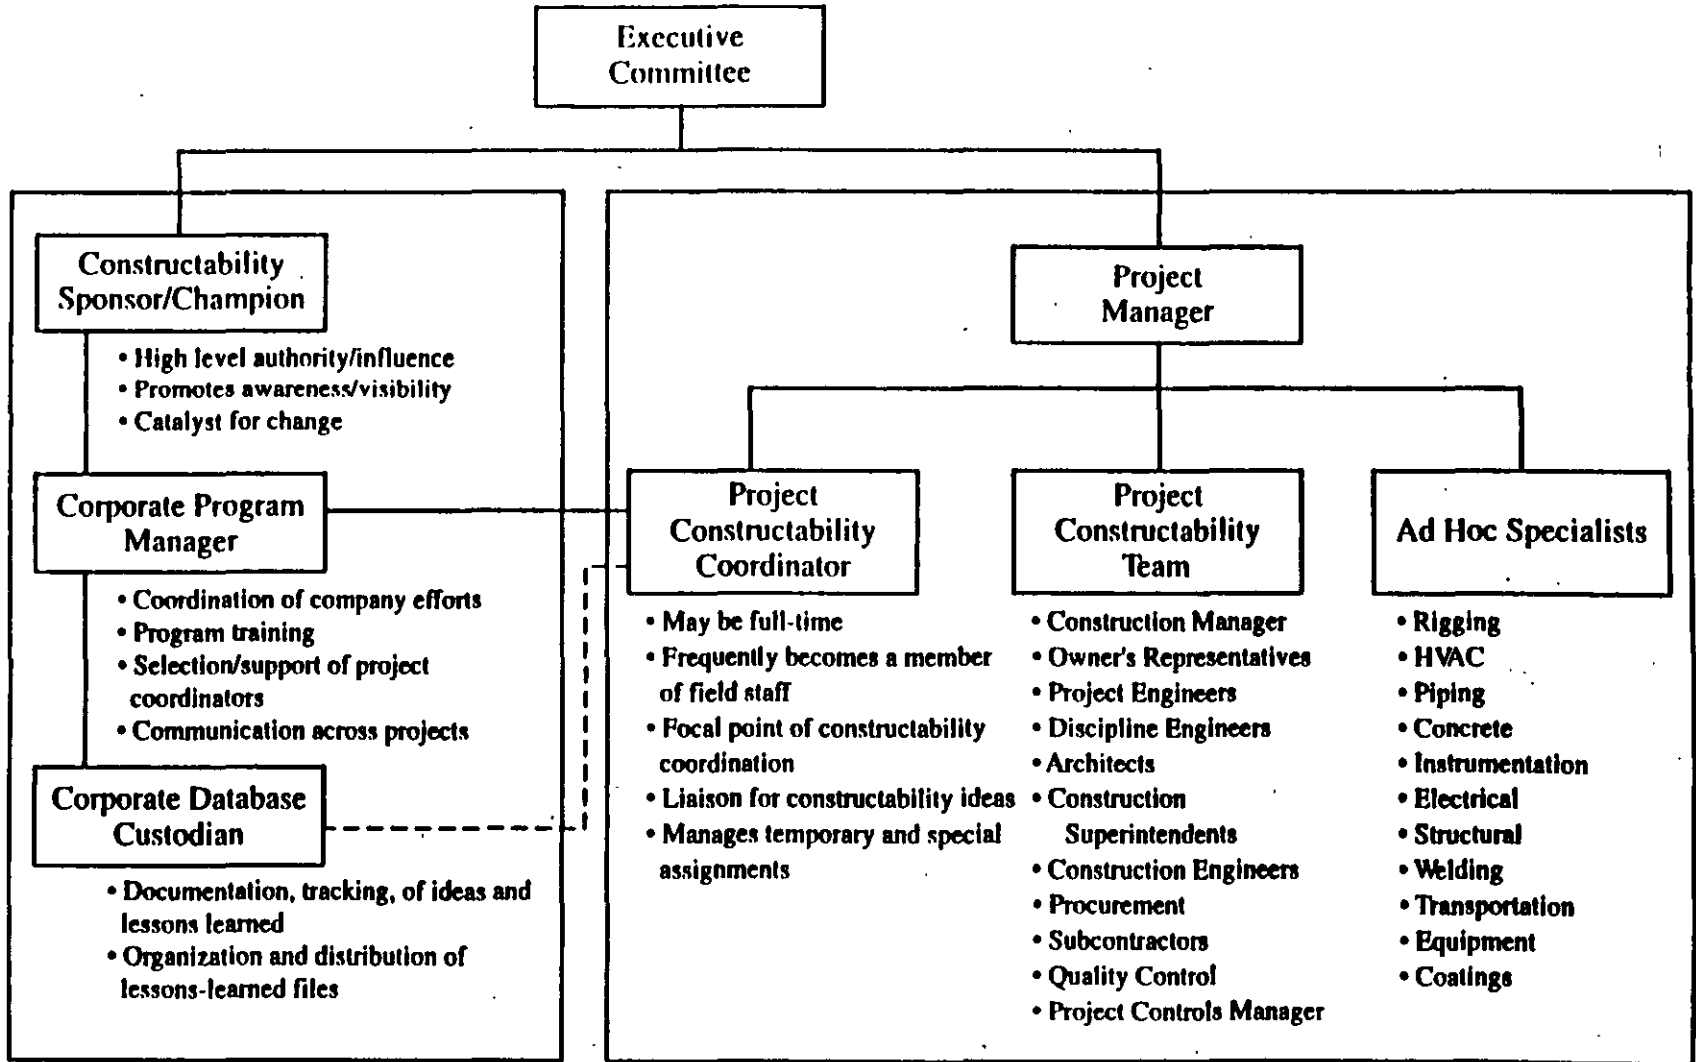 Executive
Committee
Constructability
Sponsor/Champion
• High level authority/influence
• Promotes awareness/visibility
• Catalyst for change
Corporate Program
Manager
• Coordination of company efforts
• Program training
• Selection/support of project
coordinators
• Communication across projects
Corporate Database
Custodian
• Documentation, tracking, of ideas and
lessons learned
• Organization and distribution of
lessons-learned files
Project
Manager
Project
Constructability
Coordinator
• May be full-time
• Frequently becomes a member
of field staff
• Focal point of constructability
coordination
• Liaison for constructability ideas
• Manages temporary and special
assignments
Project
Constructability
Team
• Construction Manager
• Owner's Representatives
• Project Engineers
• Discipline Engineers
• Architects
• Construction
Superintendents
• Construction Engineers
• Procurement
• Subcontractors
• Quality Control
• Project Controls Manager
Ad Hoc Specialists
• Rigging
• HVAC
• Piping
• Concrete
• Instrumentation
• Electrical
• Structural
• Welding
• Transportation
• Equipment
• Coatings